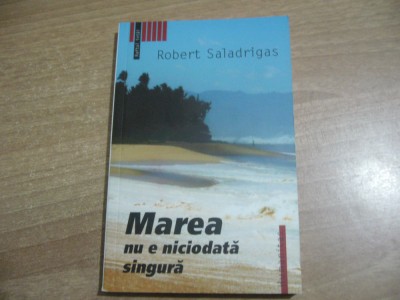 Robert Saladrigas
Marea
nu e niciodată
singură